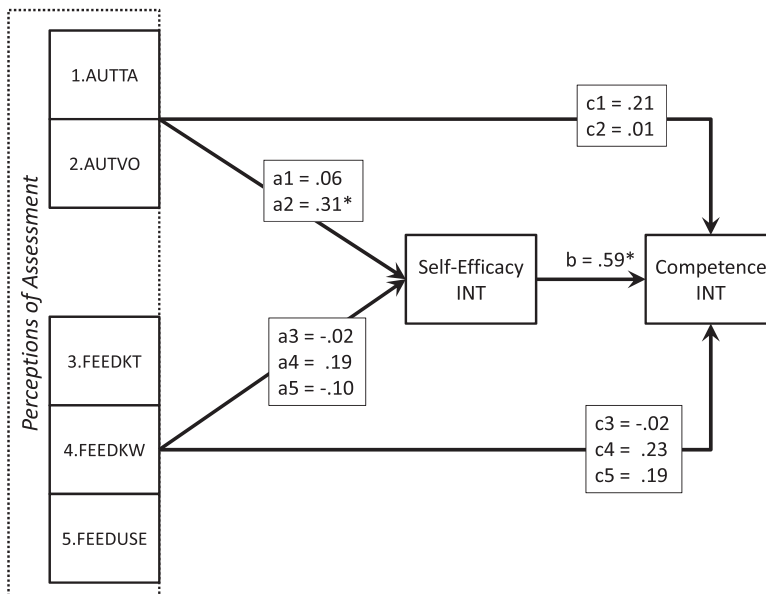 Perceptions of Assessment
1.AUTTA
2.AUTVO
3.FEEDKT
4.FEEDKW
5.FEEDUSE
c1 = .21
c2 = .01
a1 = .06
a2 = .31*
Self-Efficacy
INT
b = .59*
Competence
INT
a3 = -.02
a4 = .19
a5 = -.10
c3 = -.02
c4 = .23
c5 = .19